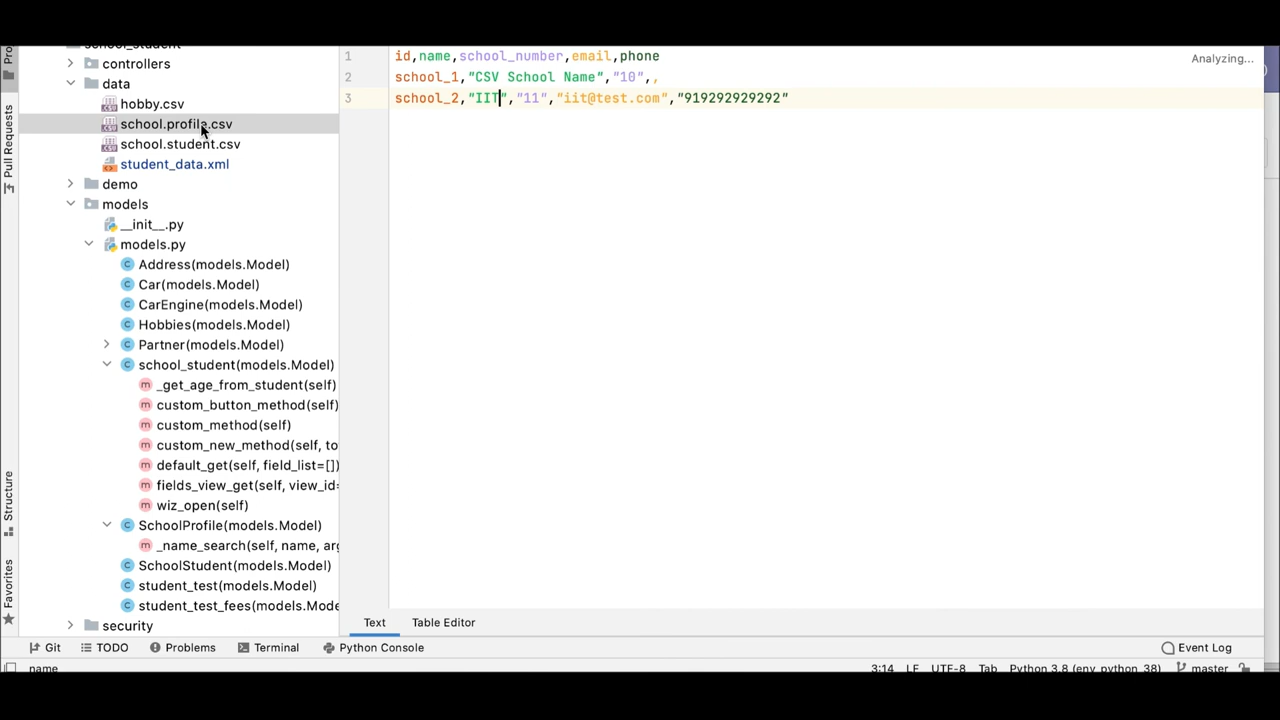 school_student
controllers
data
hobby.csv
school.profile.csv
school.student.csv
student_data.xml
demo
models
__init__.py
models.py
Address(models.Model)
Car(models.Model)
CarEngine(models.Model)
Hobbies(models.Model)
Partner(models.Model)
school_student(models.Model)
_get_age_from_student(self)
custom_button_method(self)
custom_method(self)
custom_new_method(self, to
default_get(self, field_list=[])
fields_view_get(self, view_id=
wiz_open(self)
SchoolProfile(models.Model)
_name_search(self, name, arg
SchoolStudent(models.Model)
student_test(models.Model)
student_test_fees(models.Mode
security
Pro
Pull Requests
Structure
Favorites
1 id,name,school_number,email,phone
2 school_1,"CSV School Name","10",,
3 school_2,"IIT","11","iit@test.com","919292929292"
Analyzing...
Text Table Editor
Git TODO Problems Terminal Python Console Event Log
name 3:14 LF UTF-8 Tab Python 3.8 (env_python_38) master